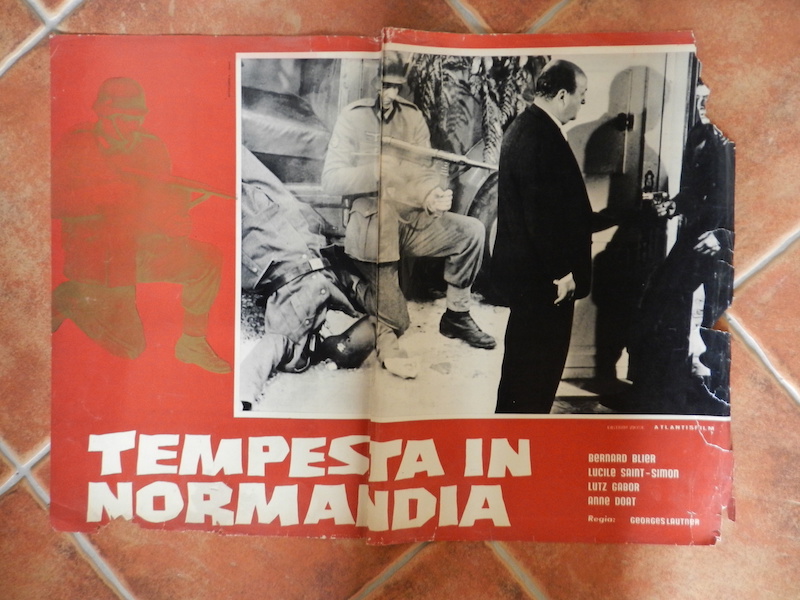 ATLANTISFILM
TEMPESTA IN
NORMANDIA
BERNARD BLIER
LUCILE SAINT-SIMON
LUTZ GABOR
ANNE DOAT
Regia: GEORGES LAUTNER